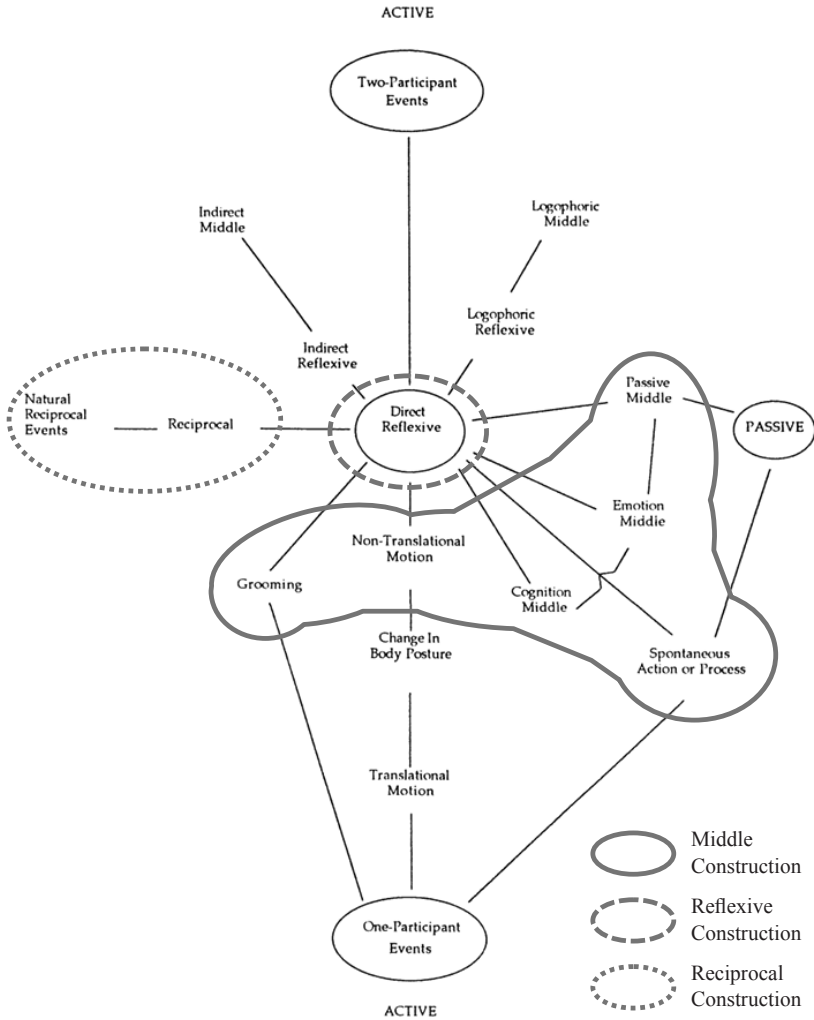 ACTIVE
Two-Participant
Events
Indirect
Middle
Logophoric
Middle
Logophoric
Reflexive
Indirect
Reflexive
Natural
Reciprocal
Events
Reciprocal
Direct
Reflexive
Passive
Middle
PASSIVE
Emotion
Middle
Non-Translational
Motion
Grooming
Cognition
Middle
Change In
Body Posture
Spontaneous
Action or Process
Translational
Motion
One-Participant
Events
ACTIVE
Middle
Construction
Reflexive
Construction
Reciprocal
Construction